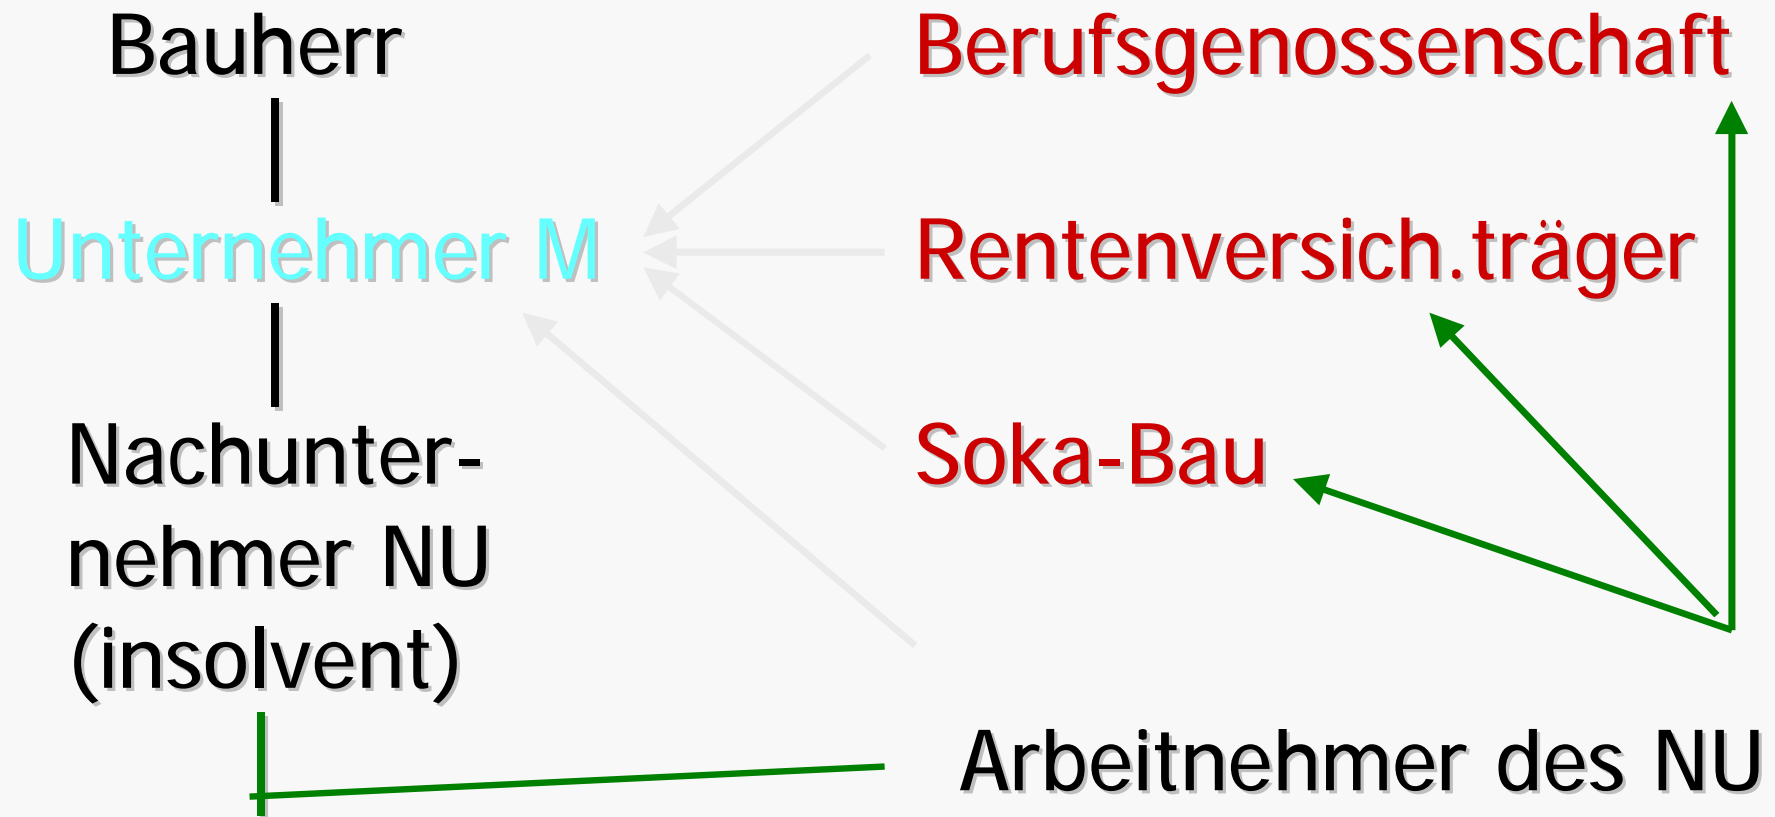 Bauherr
Berufsgenossenschaft
Unternehmer M
Rentenversich.träger
Nachunter-
nehmer NU
(insolvent)
Soka-Bau
Arbeitnehmer des NU